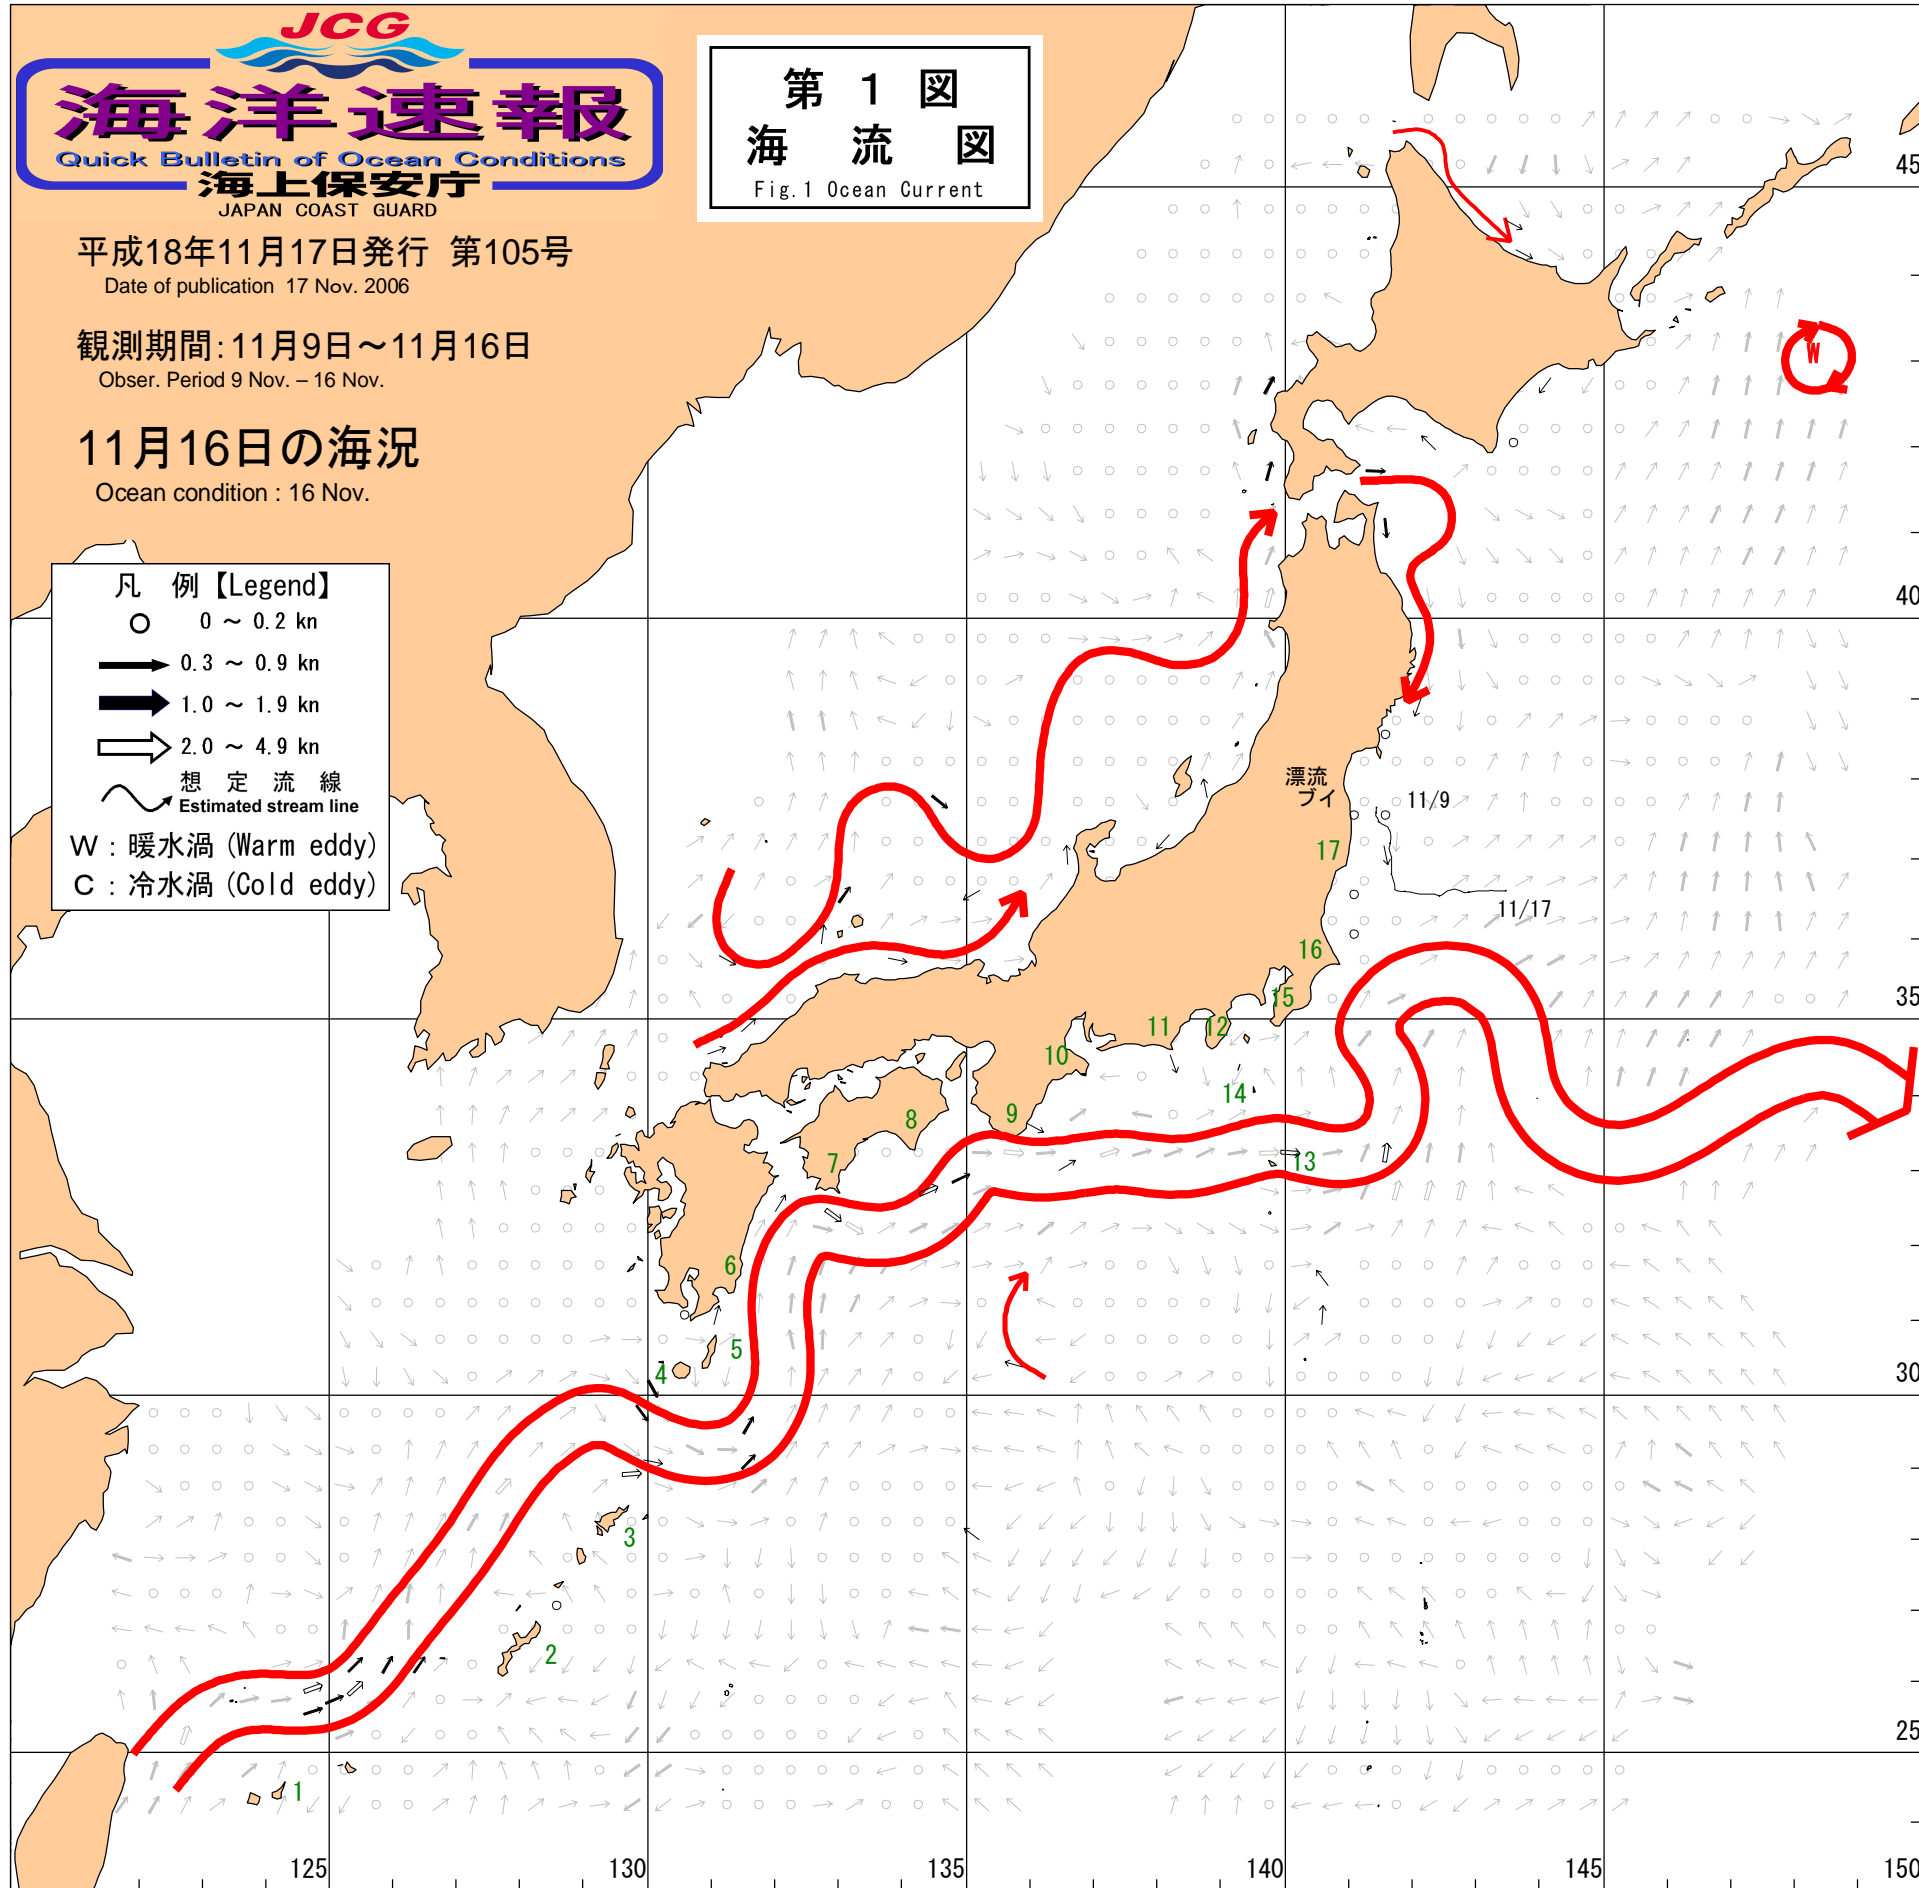 JCG
海洋速報
Quick Bulletin of Ocean Conditions
海上保安庁
JAPAN COAST GUARD
平成18年11月17日発行 第105号
Date of publication 17 Nov. 2006
観測期間：11月9日～11月16日
Obser. Period 9 Nov. – 16 Nov.
11月16日の海況
Ocean condition : 16 Nov.
第 1 図
海 流 図
Fig.1 Ocean Current
凡 例【Legend】
0 ～ 0.2 kn
0.3 ～ 0.9 kn
1.0 ～ 1.9 kn
2.0 ～ 4.9 kn
想 定 流 線
Estimated stream line
W : 暖水渦 (Warm eddy)
C : 冷水渦 (Cold eddy)
45
W
40
漂流
ブイ
11/9
17
11/17
16
15
35
12
11
10
14
9
8
7
13
6
5
4
30
3
2
25
1
125
130
135
140
145
150